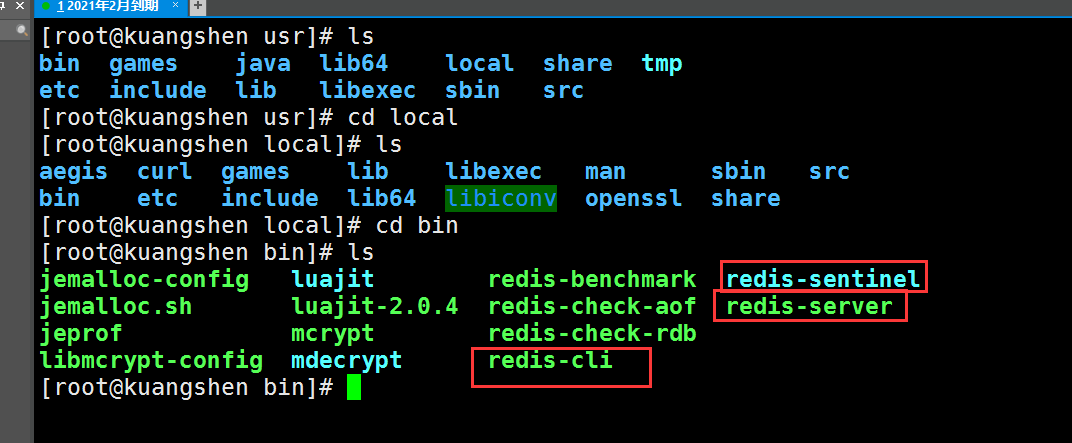 1 2021年2月到期 × +
[root@kuangshen usr]# ls
bin games java lib64 local share tmp
etc include lib libexec sbin src
[root@kuangshen usr]# cd local
[root@kuangshen local]# ls
aegis curl games lib libexec man sbin src
bin etc include lib64 libiconv openssl share
[root@kuangshen local]# cd bin
[root@kuangshen bin]# ls
jemalloc-config luajit redis-benchmark redis-sentinel
jemalloc.sh luajit-2.0.4 redis-check-aof redis-server
jeprof mcrypt redis-check-rdb
libmcrypt-config mdecrypt redis-cli
[root@kuangshen bin]#